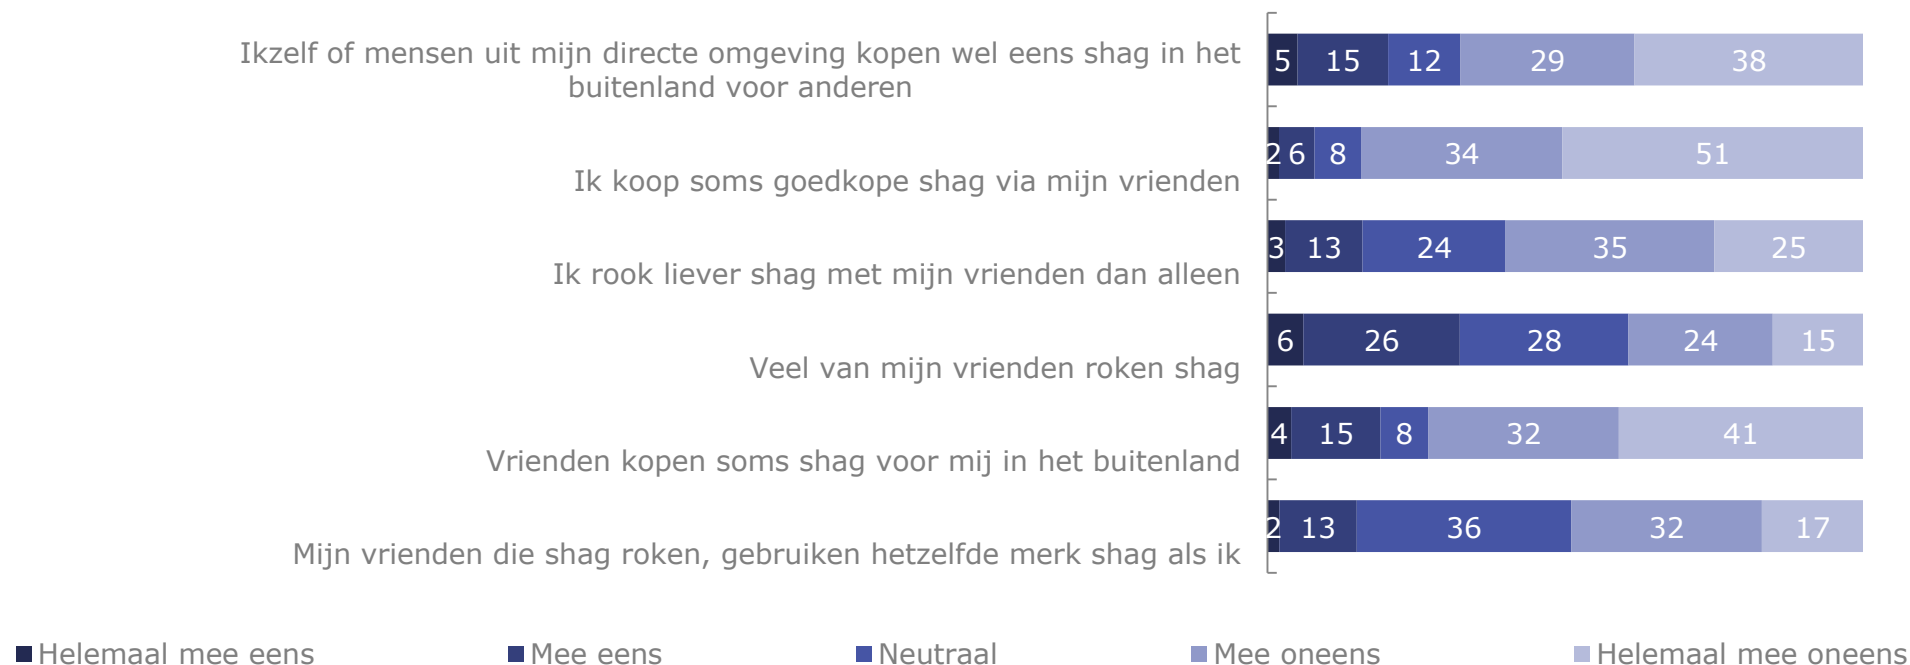 Ikzelf of mensen uit mijn directe omgeving kopen wel eens shag in het
buitenland voor anderen
5 15 12 29 38
Ik koop soms goedkope shag via mijn vrienden
2 6 8 34 51
Ik rook liever shag met mijn vrienden dan alleen
3 13 24 35 25
Veel van mijn vrienden roken shag
6 26 28 24 15
Vrienden kopen soms shag voor mij in het buitenland
4 15 8 32 41
Mijn vrienden die shag roken, gebruiken hetzelfde merk shag als ik
2 13 36 32 17
Helemaal mee eens Mee eens Neutraal Mee oneens Helemaal mee oneens